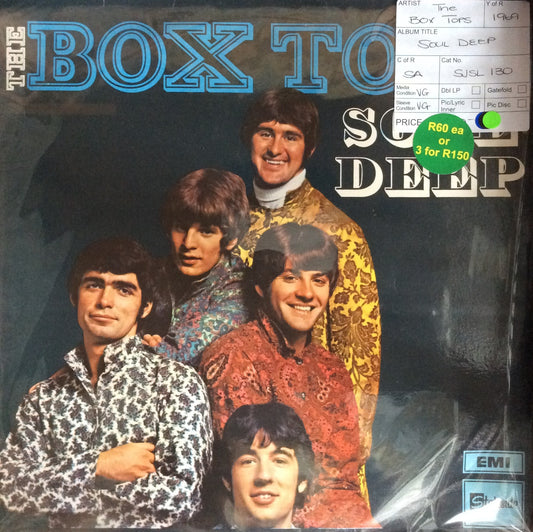 THE BOX TO
SOUL
DEEP
ARTIST The Box Tops
Y of R 1969
ALBUM TITLE
SOUL DEEP
C of R SA
Cat No. SJSL 130
Media Condition VG
Dbl LP
Gatefold
Sleeve Condition VG
Pic/Lyric Inner
Pic Disc
PRICE
R60 ea
or
3 for R150
EMI
Stateside